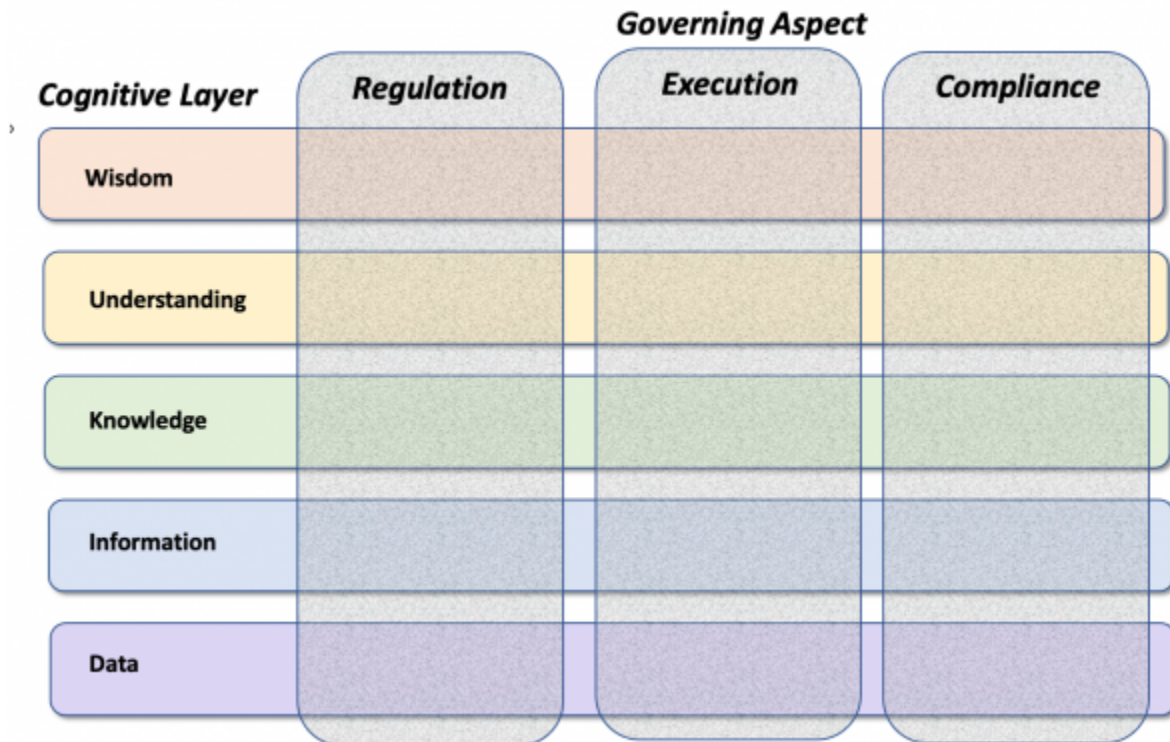 Governing Aspect
Cognitive Layer
Regulation
Execution
Compliance
Wisdom
Understanding
Knowledge
Information
Data